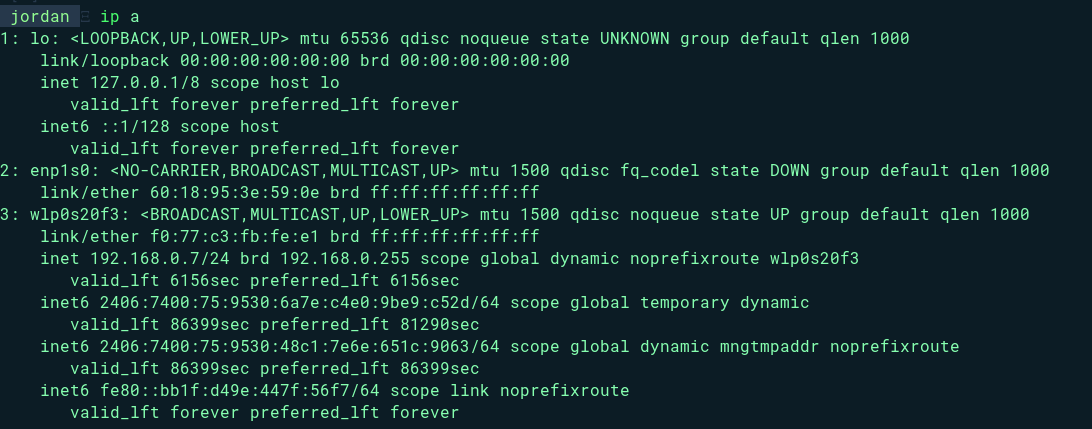 jordan ip a
1: lo: <LOOPBACK,UP,LOWER_UP> mtu 65536 qdisc noqueue state UNKNOWN group default qlen 1000
link/loopback 00:00:00:00:00:00 brd 00:00:00:00:00:00
inet 127.0.0.1/8 scope host lo
valid_lft forever preferred_lft forever
inet6 ::1/128 scope host
valid_lft forever preferred_lft forever
2: enp1s0: <NO-CARRIER,BROADCAST,MULTICAST,UP> mtu 1500 qdisc fq_codel state DOWN group default qlen 1000
link/ether 60:18:95:3e:59:0e brd ff:ff:ff:ff:ff:ff
3: wlp0s20f3: <BROADCAST,MULTICAST,UP,LOWER_UP> mtu 1500 qdisc noqueue state UP group default qlen 1000
link/ether f0:77:c3:fb:fe:e1 brd ff:ff:ff:ff:ff:ff
inet 192.168.0.7/24 brd 192.168.0.255 scope global dynamic noprefixroute wlp0s20f3
valid_lft 6156sec preferred_lft 6156sec
inet6 2406:7400:75:9530:6a7e:c4e0:9be9:c52d/64 scope global temporary dynamic
valid_lft 86399sec preferred_lft 81290sec
inet6 2406:7400:75:9530:48c1:7e6e:651c:9063/64 scope global dynamic mngtmpaddr noprefixroute
valid_lft 86399sec preferred_lft 86399sec
inet6 fe80::bb1f:d49e:447f:56f7/64 scope link noprefixroute
valid_lft forever preferred_lft forever